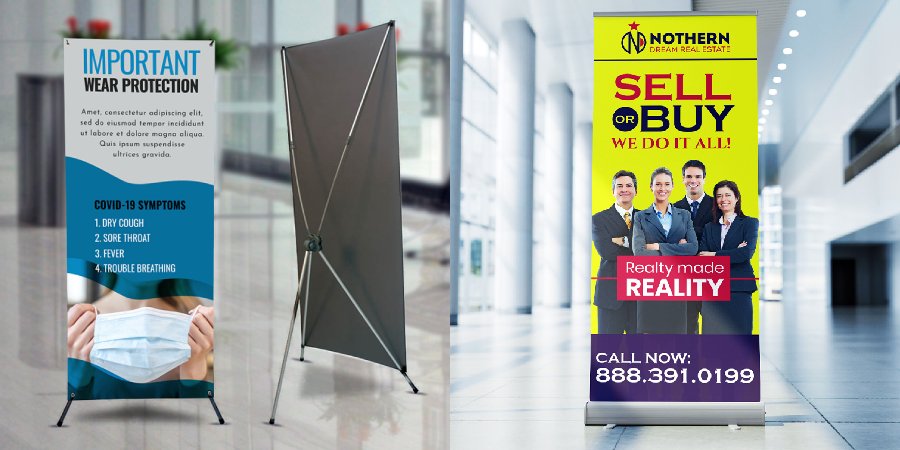 IMPORTANT
WEAR PROTECTION
Amet, consectetur adipiscing elit,
sed do eiusmod tempor incididunt
ut labore et dolore magna aliqua.
Quis ipsum suspendisse
ultrices gravida.
COVID-19 SYMPTOMS
1. DRY COUGH
2. SORE THROAT
3. FEVER
4. TROUBLE BREATHING
N NOTHERN
DREAM REAL ESTATE
SELL
OR BUY
WE DO IT ALL!
Realty made
REALITY
CALL NOW:
888.391.0199